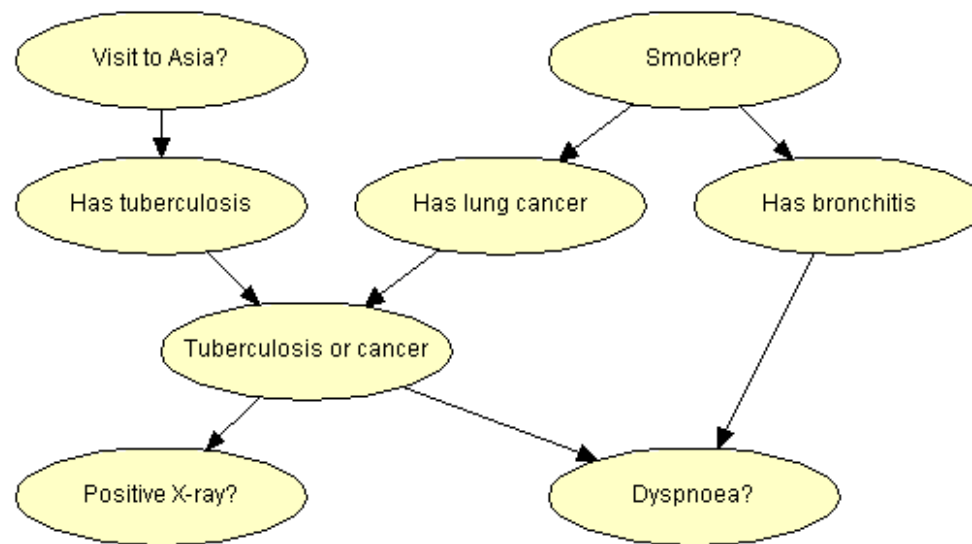 Visit to Asia?
Smoker?
Has tuberculosis
Has lung cancer
Has bronchitis
Tuberculosis or cancer
Positive X-ray?
Dyspnoea?